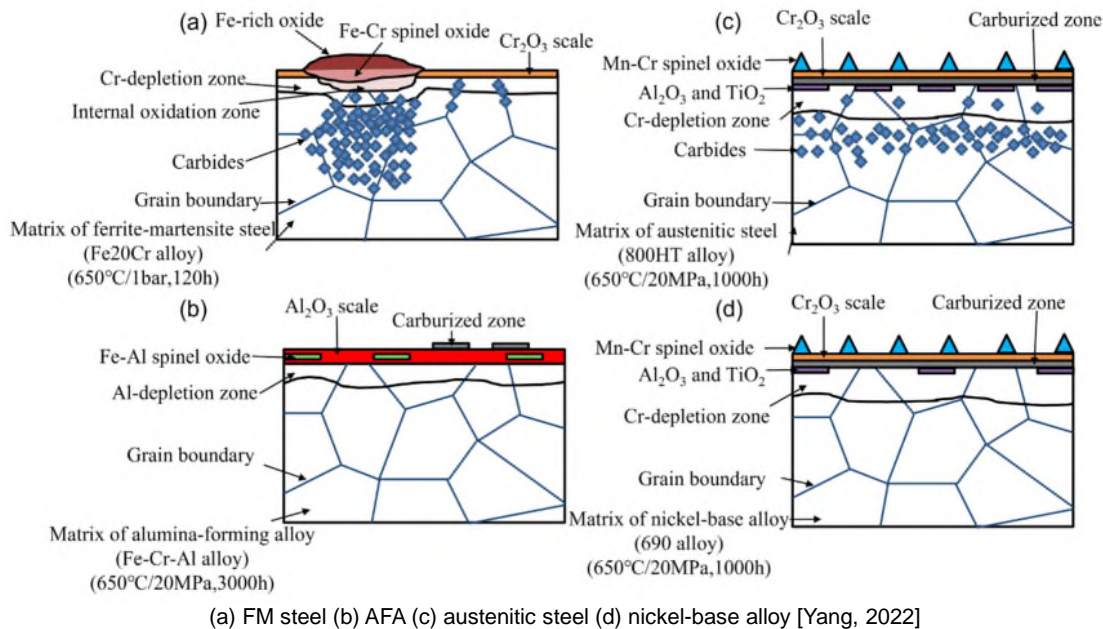 (a)
Fe-rich oxide
Fe-Cr spinel oxide
Cr₂O₃ scale
Cr-depletion zone
Internal oxidation zone
Carbides
Grain boundary
Matrix of ferrite-martensite steel
(Fe20Cr alloy)
(650℃/1bar,120h)
(b)
Al₂O₃ scale
Carburized zone
Fe-Al spinel oxide
Al-depletion zone
Grain boundary
Matrix of alumina-forming alloy
(Fe-Cr-Al alloy)
(650℃/20MPa,3000h)
(c)
Cr₂O₃ scale
Carburized zone
Mn-Cr spinel oxide
Al₂O₃ and TiO₂
Cr-depletion zone
Carbides
Grain boundary
Matrix of austenitic steel
(800HT alloy)
(650℃/20MPa,1000h)
(d)
Cr₂O₃ scale
Carburized zone
Mn-Cr spinel oxide
Al₂O₃ and TiO₂
Cr-depletion zone
Grain boundary
Matrix of nickel-base alloy
(690 alloy)
(650℃/20MPa,1000h)
(a) FM steel (b) AFA (c) austenitic steel (d) nickel-base alloy [Yang, 2022]